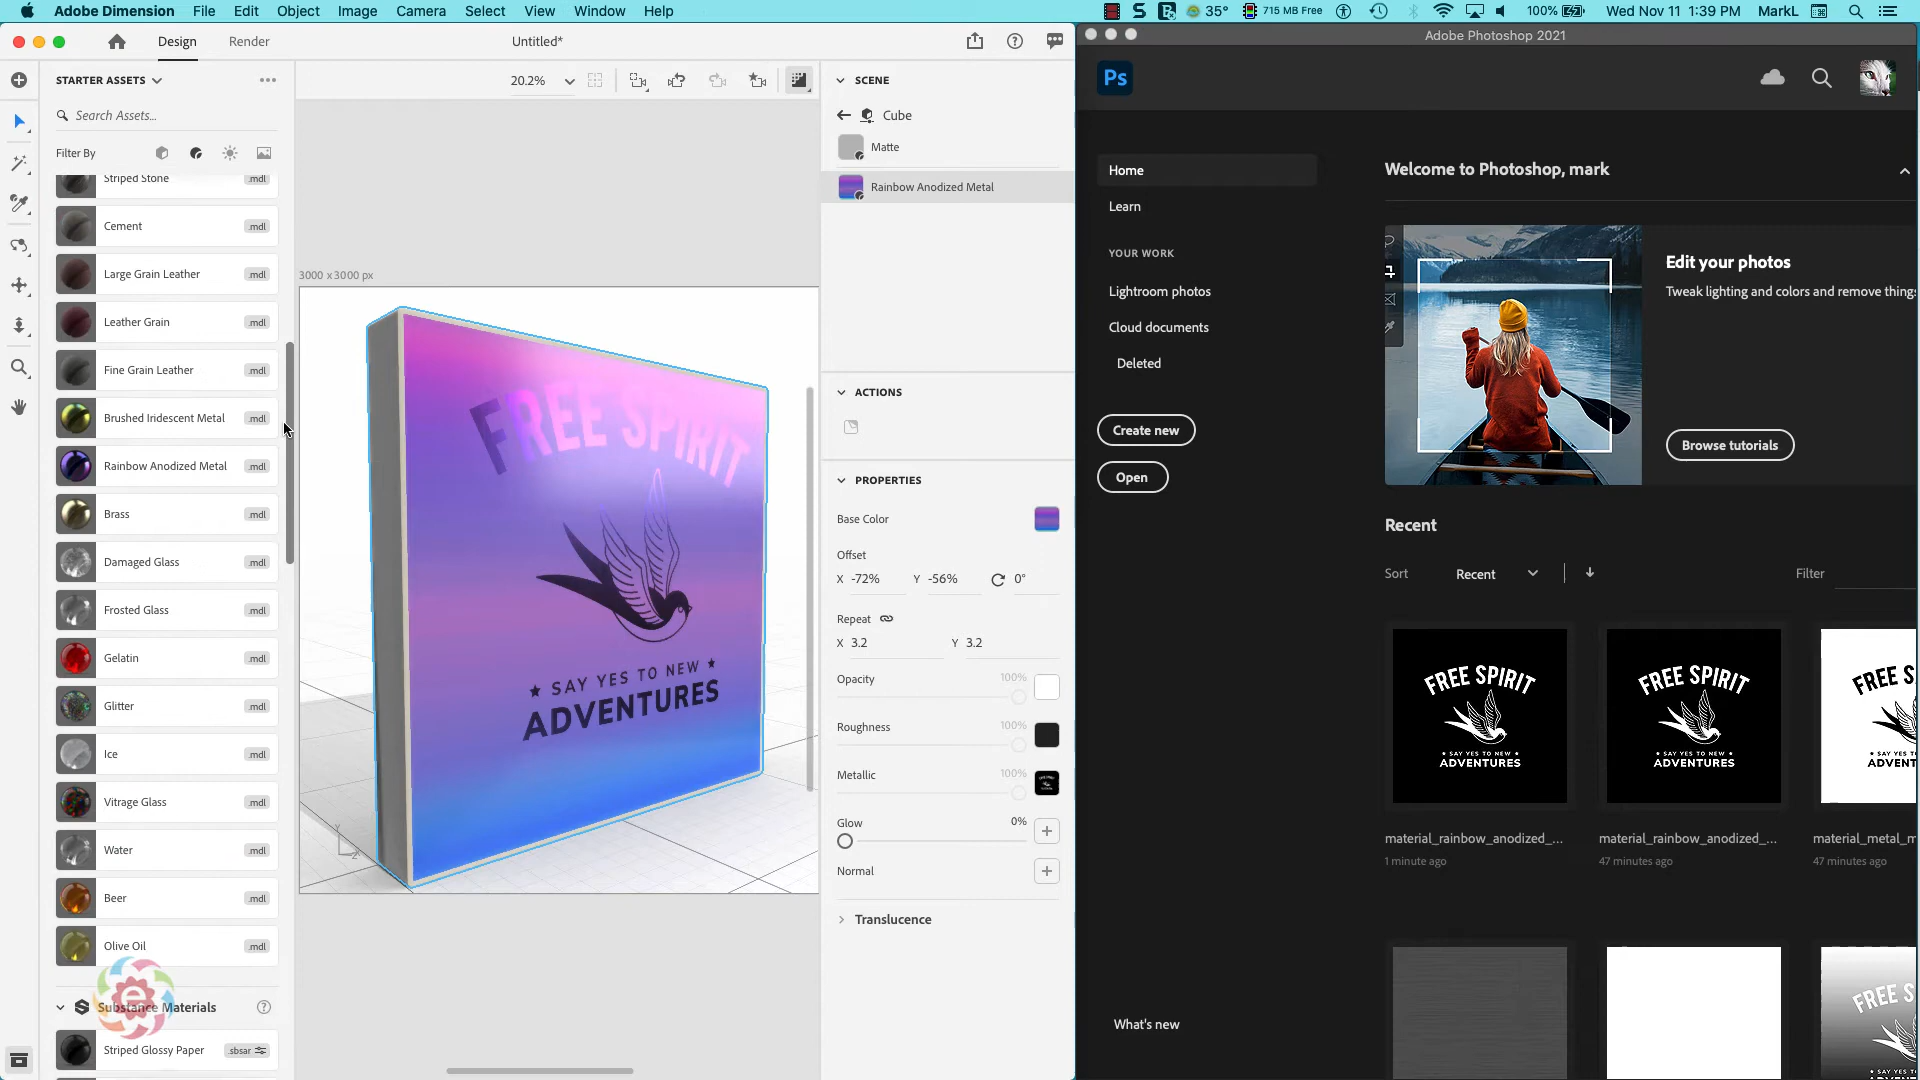 Adobe Dimension File Edit Object Image Camera Select View Window Help
35° 715 MB Free 100% Wed Nov 11 1:39 PM MarkL
Design Render Untitled*
Adobe Photoshop 2021
STARTER ASSETS
Search Assets...
Filter By
Striped Stone .mdl
Cement .mdl
Large Grain Leather .mdl
Leather Grain .mdl
Fine Grain Leather .mdl
Brushed Iridescent Metal .mdl
Rainbow Anodized Metal .mdl
Brass .mdl
Damaged Glass .mdl
Frosted Glass .mdl
Gelatin .mdl
Glitter .mdl
Ice .mdl
Vitrage Glass .mdl
Water .mdl
Beer .mdl
Olive Oil .mdl
Substance Materials
Striped Glossy Paper .sbsar
20.2%
3000 x 3000 px
FREE SPIRIT
SAY YES TO NEW
ADVENTURES
SCENE
Cube
Matte
Rainbow Anodized Metal
ACTIONS
PROPERTIES
Base Color
Offset
X -72% Y -56% 0°
Repeat
X 3.2 Y 3.2
Opacity 100%
Roughness 100%
Metallic 100%
Glow 0%
Normal
Translucence
Ps
Home
Learn
YOUR WORK
Lightroom photos
Cloud documents
Deleted
Create new
Open
What's new
Welcome to Photoshop, mark
Edit your photos
Tweak lighting and colors and remove things
Browse tutorials
Recent
Sort Recent Filter
FREE SPIRIT
SAY YES TO NEW
ADVENTURES
material_rainbow_anodized_...
1 minute ago
FREE SPIRIT
SAY YES TO NEW
ADVENTURES
material_rainbow_anodized_...
47 minutes ago
FREE S
SAY YES T
ADVENT
material_metal_m
47 minutes ago
FREE S